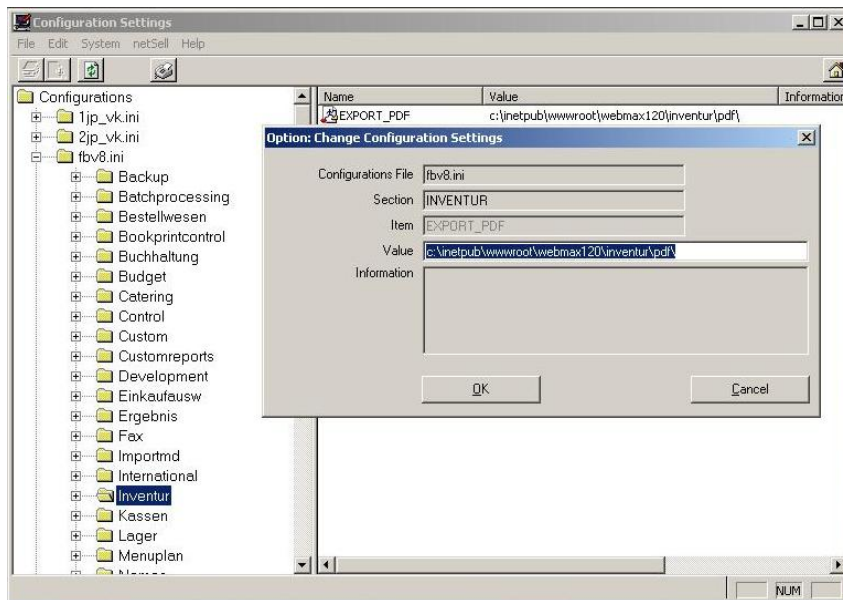 Configuration Settings
File Edit System netSell Help
Configurations
1jp_vk.ini
2jp_vk.ini
fbv8.ini
Backup
Batchprocessing
Bestellwesen
Bookprintcontrol
Buchhaltung
Budget
Catering
Control
Custom
Customreports
Development
Einkaufausw
Ergebnis
Fax
Importmd
International
Inventur
Kassen
Lager
Menuplan
Name Value Information
EXPORT_PDF c:\inetpub\wwwroot\webmax120\inventur\pdf\
Option: Change Configuration Settings
Configurations File fbv8.ini
Section INVENTUR
Item EXPORT_PDF
Value c:\inetpub\wwwroot\webmax120\inventur\pdf\
Information
OK Cancel
NUM